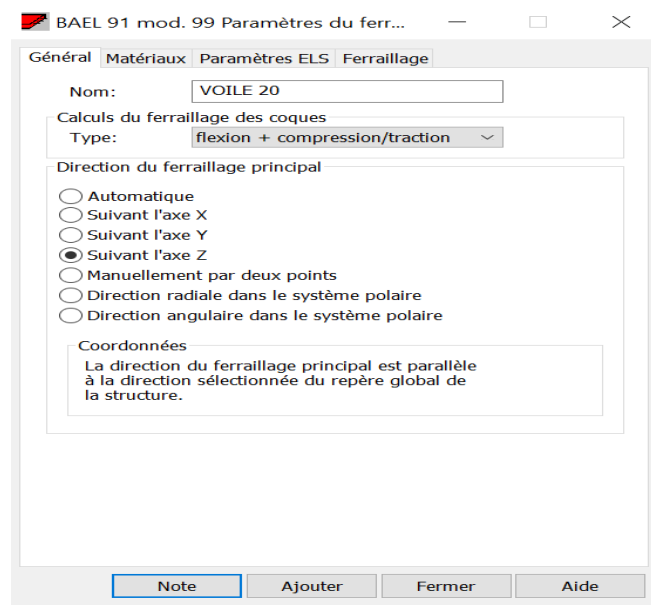 BAEL 91 mod. 99 Paramètres du ferr...
Général Matériaux Paramètres ELS Ferraillage
Nom: VOILE 20
Calculs du ferraillage des coques
Type: flexion + compression/traction
Direction du ferraillage principal
Automatique
Suivant l'axe X
Suivant l'axe Y
Suivant l'axe Z
Manuellement par deux points
Direction radiale dans le système polaire
Direction angulaire dans le système polaire
Coordonnées
La direction du ferraillage principal est parallèle
à la direction sélectionnée du repère global de
la structure.
Note Ajouter Fermer Aide